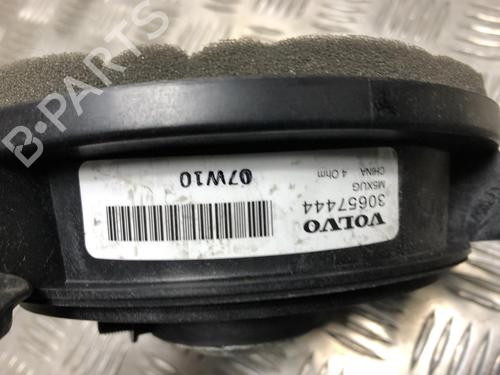 VOLVO
30657444
M5XUG
CHINA 4 Ohm
07W10
B-PARTS